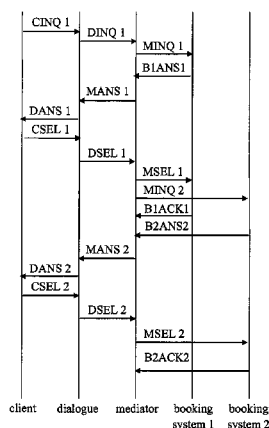 CINQ 1
DINQ 1
MINQ 1
B1ANS1
MANS 1
DANS 1
CSEL 1
DSEL 1
MSEL 1
MINQ 2
B1ACK1
B2ANS2
MANS 2
DANS 2
CSEL 2
DSEL 2
MSEL 2
B2ACK2
client dialogue mediator booking booking
system 1 system 2